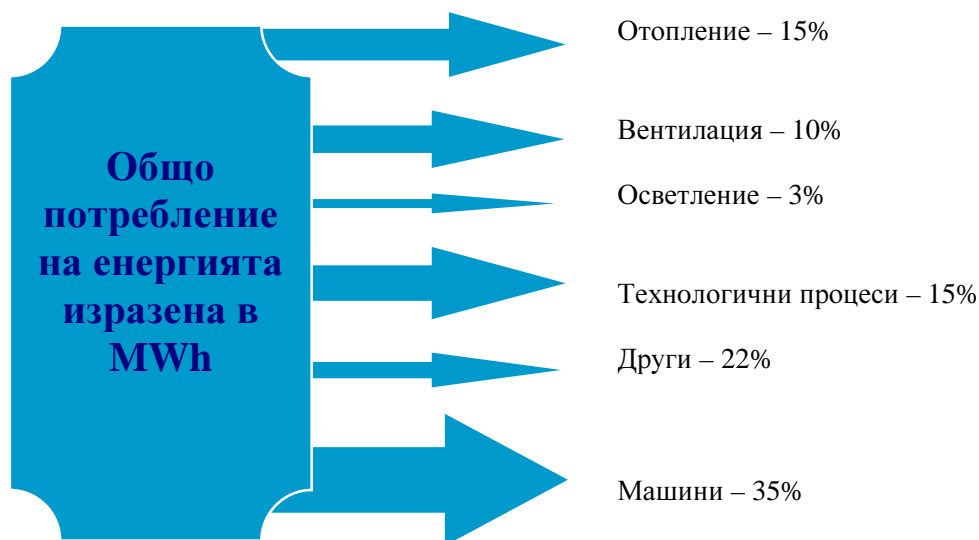 Общо
потребление
на енергията
изразена в
MWh
Отопление – 15%
Вентилация – 10%
Осветление – 3%
Технологични процеси – 15%
Други – 22%
Машини – 35%